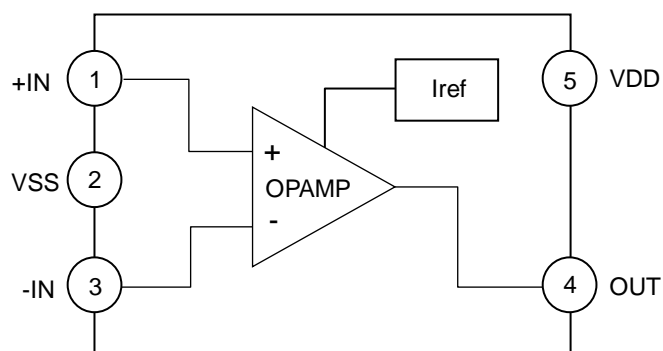 +IN 1
Iref
5 VDD
VSS 2
+
OPAMP
-
-IN 3
4 OUT